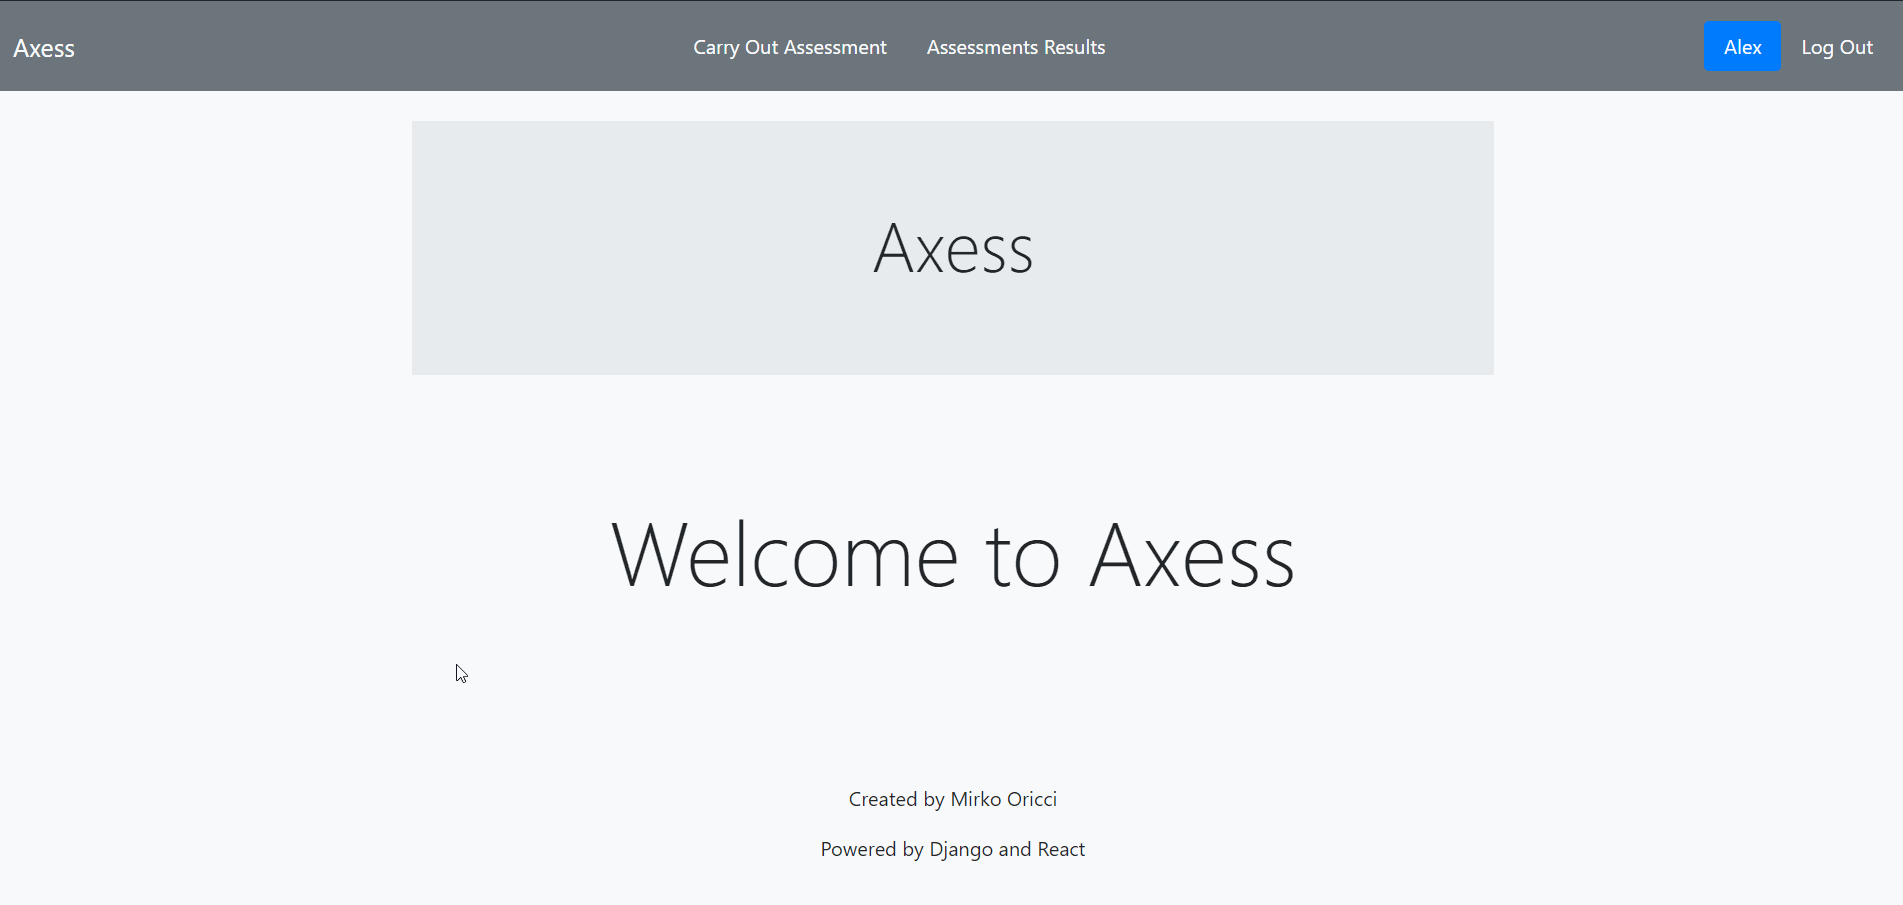 Axess
Carry Out Assessment
Assessments Results
Alex
Log Out
Axess
Welcome to Axess
Created by Mirko Oricci
Powered by Django and React